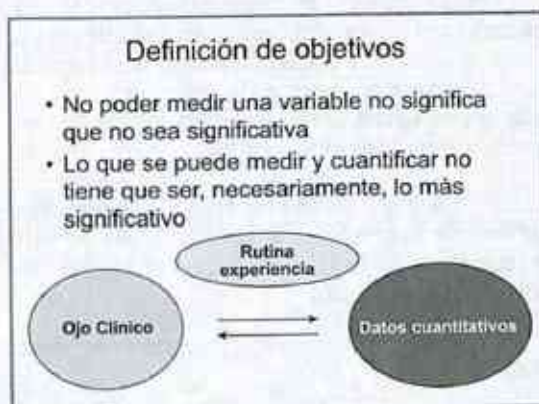 Definición de objetivos
• No poder medir una variable no significa
que no sea significativa
• Lo que se puede medir y cuantificar no
tiene que ser, necesariamente, lo más
significativo
Rutina
experiencia
Ojo Clínico
Datos cuantitativos